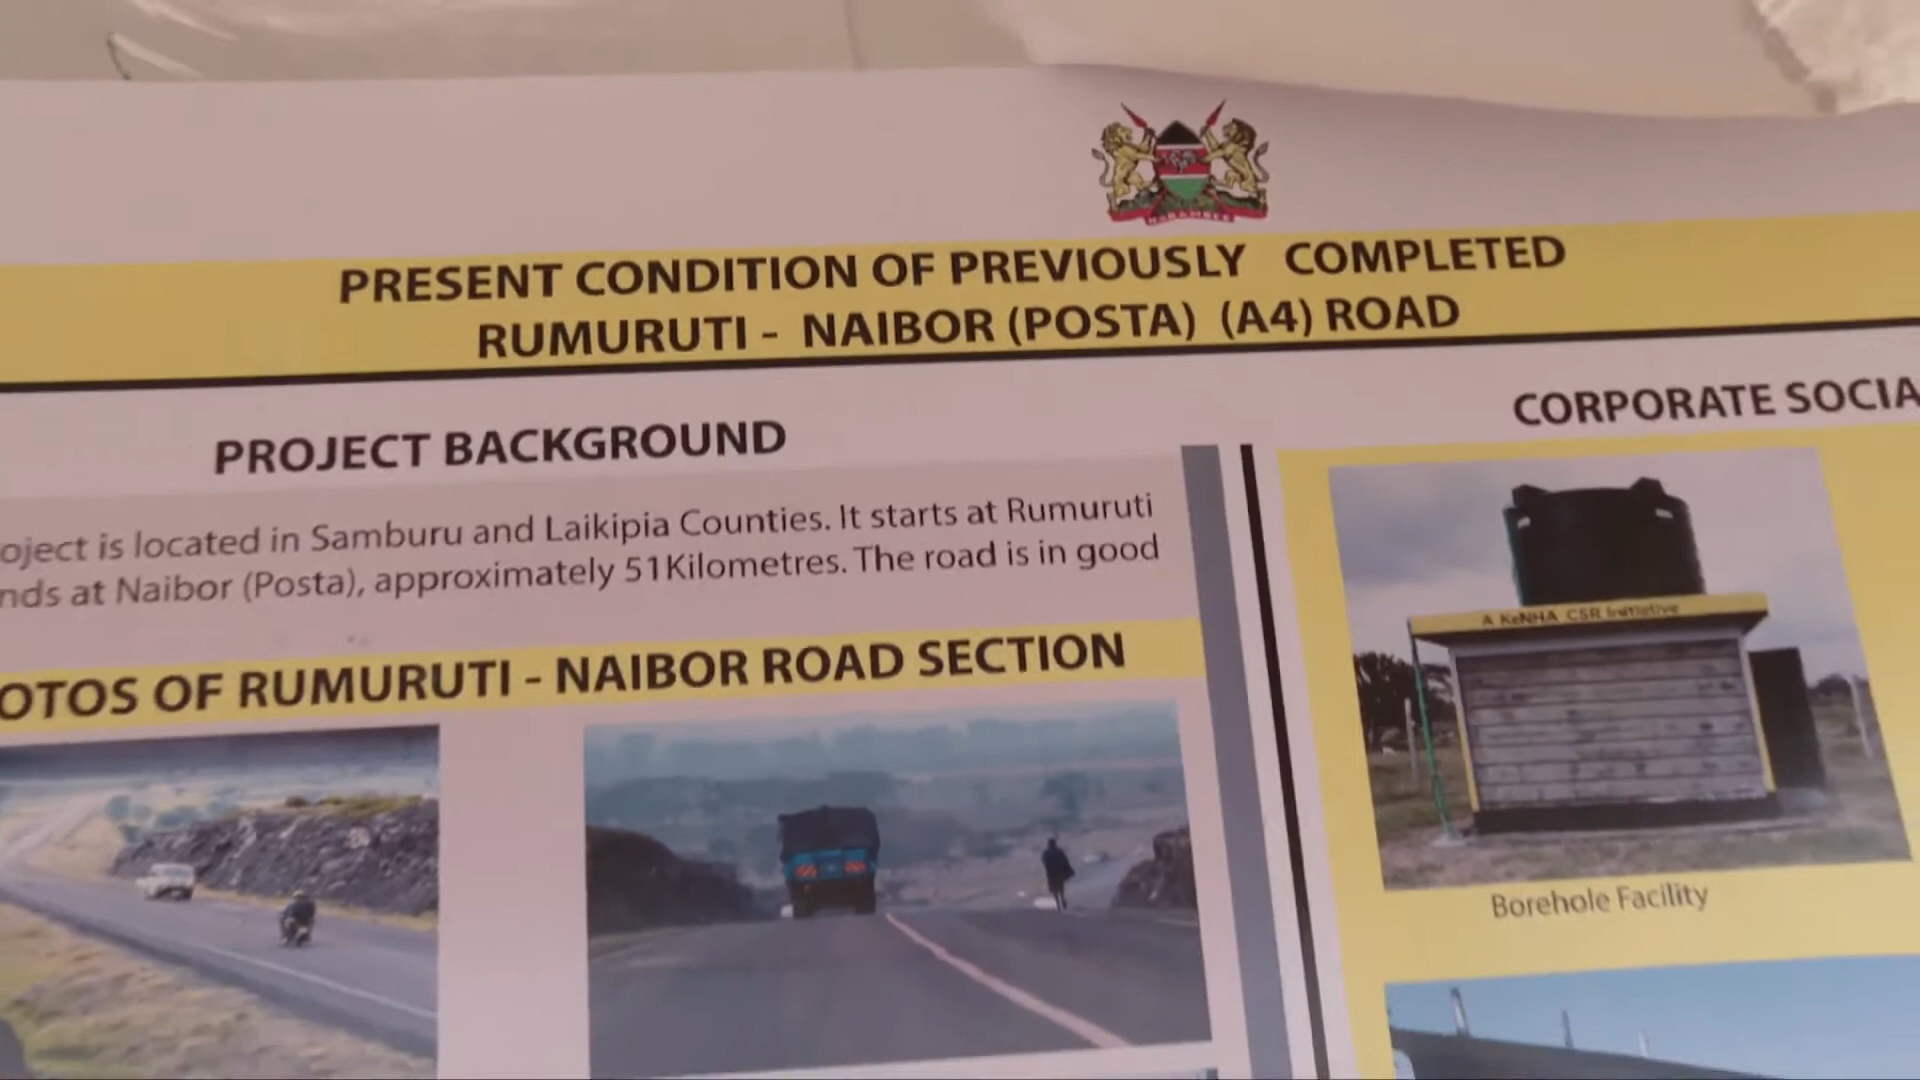 HARAMBEE
PRESENT CONDITION OF PREVIOUSLY COMPLETED
RUMURUTI - NAIBOR (POSTA) (A4) ROAD
PROJECT BACKGROUND
oject is located in Samburu and Laikipia Counties. It starts at Rumuruti
nds at Naibor (Posta), approximately 51Kilometres. The road is in good
OTOS OF RUMURUTI - NAIBOR ROAD SECTION
CORPORATE SOCIA
A KeNHA CSR Initiative
Borehole Facility